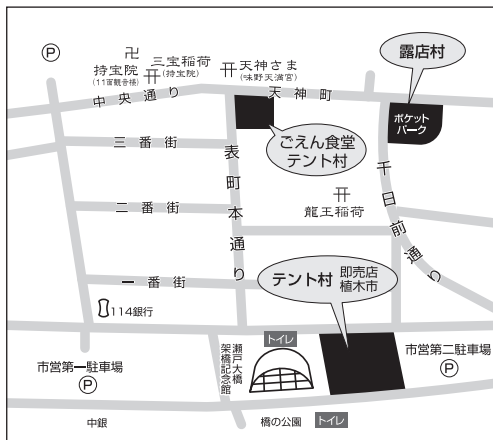 露店村
卍
三宝稲荷
天神さま
持宝院
(持宝院)
(味野天満宮)
(11面観音様)
天神町
中央通り
ポケット
パーク
三番街
ごえん食堂
テント村
表町本通り
千日前通り
二番街
龍王稲荷
一番街
テント村
即売店
植木市
114銀行
トイレ
瀬戸大橋
架橋記念館
市営第一駐車場
P
市営第二駐車場
P
P
中銀
橋の公園
トイレ